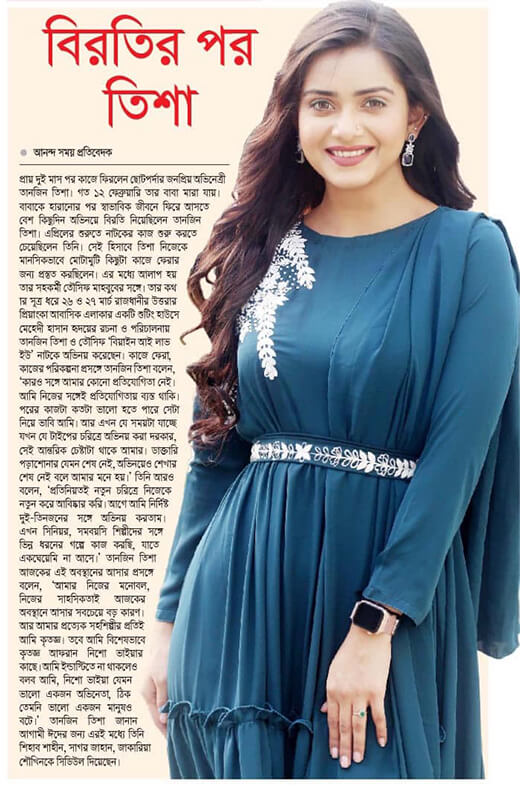 বিরতির পর
তিশা
আনন্দ সময় প্রতিবেদক
প্রায় দুই মাস পর কাজে ফিরলেন ছোটপর্দার জনপ্রিয় অভিনেত্রী
তানজিন তিশা। গত ১২ ফেব্রুয়ারি তার বাবা মারা যায়।
বাবাকে হারানোর পর স্বাভাবিক জীবনে ফিরে আসতে
বেশ কিছুদিন অভিনয়ে বিরতি নিয়েছিলেন তানজিন
তিশা। এপ্রিলের শুরুতে নাটকের কাজ শুরু করতে
চেয়েছিলেন তিনি। সেই হিসাবে তিশা নিজেকে
মানসিকভাবে মোটামুটি কিছুটা কাজে ফেরার
জন্য প্রস্তুত করছিলেন। এর মধ্যে আলাপ হয়
তার সহকর্মী তৌসিফ মাহবুবের সঙ্গে। তার কথা
র সূত্র ধরে ২৬ ও ২৭ মার্চ রাজধানীর উত্তরার
প্রিয়াংকা আবাসিক এলাকার একটি শুটিং হাউসে
মেহেদী হাসান হৃদয়ের রচনা ও পরিচালনায়
তানজিন তিশা ও তৌসিফ ‘বিয়াইন আই লাভ
ইউ’ নাটকে অভিনয় করেছেন। কাজে ফেরা,
কাজের পরিকল্পনা প্রসঙ্গে তানজিন তিশা বলেন,
‘কারও সঙ্গে আমার কোনো প্রতিযোগিতা নেই।
আমি নিজের সঙ্গেই প্রতিযোগিতায় ব্যস্ত থাকি।
পরের কাজটা কতটা ভালো হতে পারে সেটা
নিয়ে ভাবি আমি। আর এখন যে সময়টা যাচ্ছে
যখন যে টাইপের চরিত্রে অভিনয় করা দরকার,
সেই আন্তরিক চেষ্টাটা থাকে আমার। ডাক্তারি
পড়াশোনার যেমন শেষ নেই, অভিনয়েও শেখার
শেষ নেই বলে আমার মনে হয়।’ তিনি আরও
বলেন, ‘প্রতিনিয়তই নতুন চরিত্রে নিজেকে
নতুন করে আবিষ্কার করি। আগে আমি নির্দিষ্ট
দুই-তিনজনের সঙ্গে অভিনয় করতাম।
এখন সিনিয়র, সমবয়সি শিল্পীদের সঙ্গে
ভিন্ন ধরনের গল্পে কাজ করছি, যাতে
একঘেয়েমি না আসে।’ তানজিন তিশা
আজকের এই অবস্থানের আসার প্রসঙ্গে
বলেন, ‘আমার নিজের মনোবল,
নিজের সাহসিকতাই আজকের
অবস্থানে আসার সবচেয়ে বড় কারণ।
আর আমার প্রত্যেক সহশিল্পীর প্রতিই
আমি কৃতজ্ঞ। তবে আমি বিশেষভাবে
কৃতজ্ঞ আফরান নিশো ভাইয়ার
কাছে। আমি ইন্ডাস্ট্রিতে না থাকলেও
বলব আমি, নিশো ভাইয়া যেমন
ভালো একজন অভিনেতা, ঠিক
তেমনি ভালো একজন মানুষও
বটে।’ তানজিন তিশা জানান
আগামী ঈদের জন্য এরই মধ্যে তিনি
শিহাব শাহীন, সাগর জাহান, জাকারিয়া
শৌখিনকে সিডিউল দিয়েছেন।